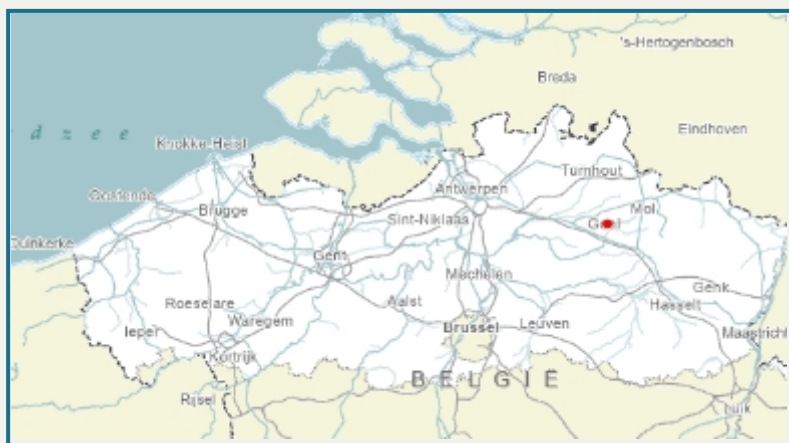 's-Hertogenbosch
Breda
Eindhoven
d z e e
Knokke-Heist
Turnhout
Antwerpen
Oostende
Mol
Brugge
Sint-Niklaas
Duinkerke
Gent
Mechelen
Genk
Roeselare
Aalst
Hasselt
Waregem
Brussel
Leuven
Ieper
Maastricht
Kortrijk
BELGIË
Rijsel
Luik